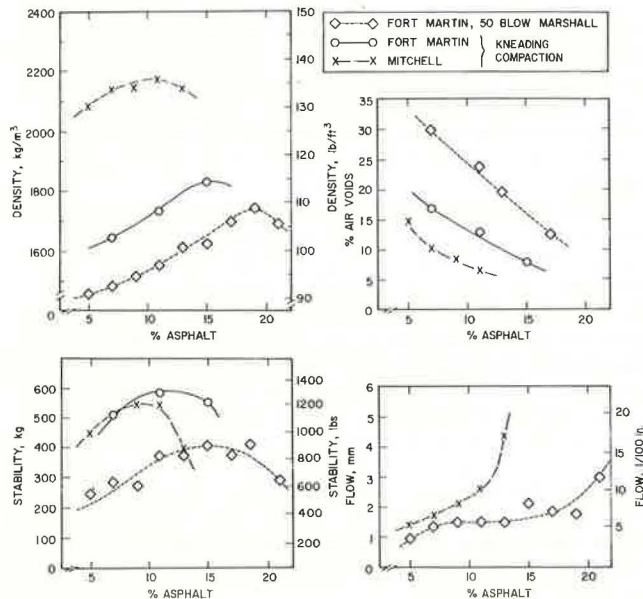 FORT MARTIN, 50 BLOW MARSHALL
FORT MARTIN
MITCHELL
KNEADING
COMPACTION
DENSITY, kg/m³
2400
2200
2000
1800
1600
0
150
140
130
120
110
100
90
DENSITY, lb/ft³
5 10 15 20
% ASPHALT
% AIR VOIDS
35
30
25
20
15
10
5
0
5 10 15 20
% ASPHALT
STABILITY, kg
600
500
400
300
200
100
0
1400
1200
1000
800
600
400
200
STABILITY, lbs
5 10 15 20
% ASPHALT
FLOW, mm
6
5
4
3
2
1
0
20
15
10
5
FLOW, 1/100 in.
5 10 15 20
% ASPHALT